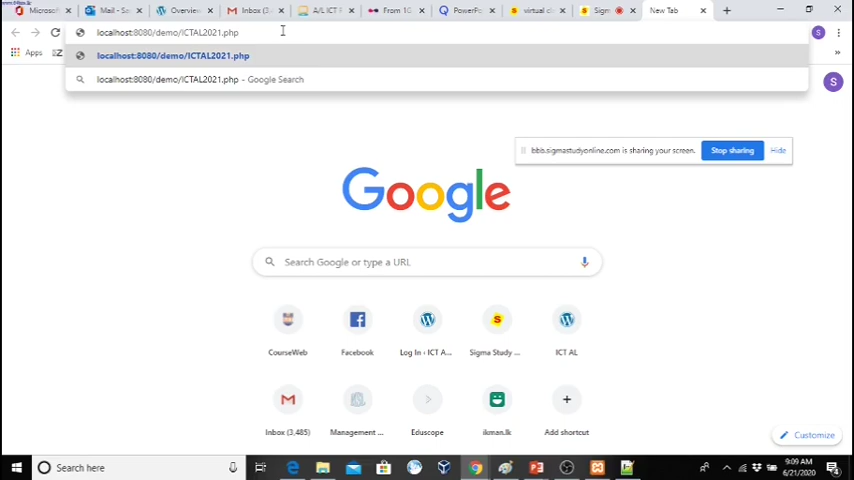 Microsoft
Mail - Sa
Overview
Inbox (3
A/L ICT F
From 1G
PowerPo
virtual cl
Sigm
New Tab
localhost:8080/demo/ICTAL2021.php
localhost:8080/demo/ICTAL2021.php
localhost:8080/demo/ICTAL2021.php - Google Search
Apps
S
bbb.sigmastudyonline.com is sharing your screen.
Stop sharing
Hide
Google
Search Google or type a URL
CourseWeb
Facebook
Log In ‹ ICT A...
Sigma Study ...
ICT AL
Inbox (3,485)
Management ...
Eduscope
ikman.lk
Add shortcut
Customize
Search here
9:09 AM
6/21/2020